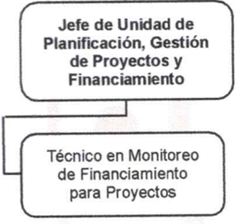 Jefe de Unidad de
Planificación, Gestión
de Proyectos y
Financiamiento
Técnico en Monitoreo
de Financiamiento
para Proyectos